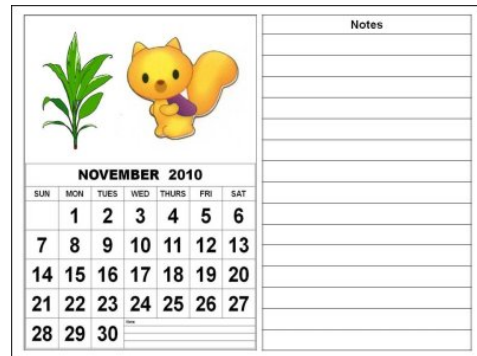 Notes
NOVEMBER 2010
SUN MON TUES WED THURS FRI SAT
1 2 3 4 5 6
7 8 9 10 11 12 13
14 15 16 17 18 19 20
21 22 23 24 25 26 27
28 29 30